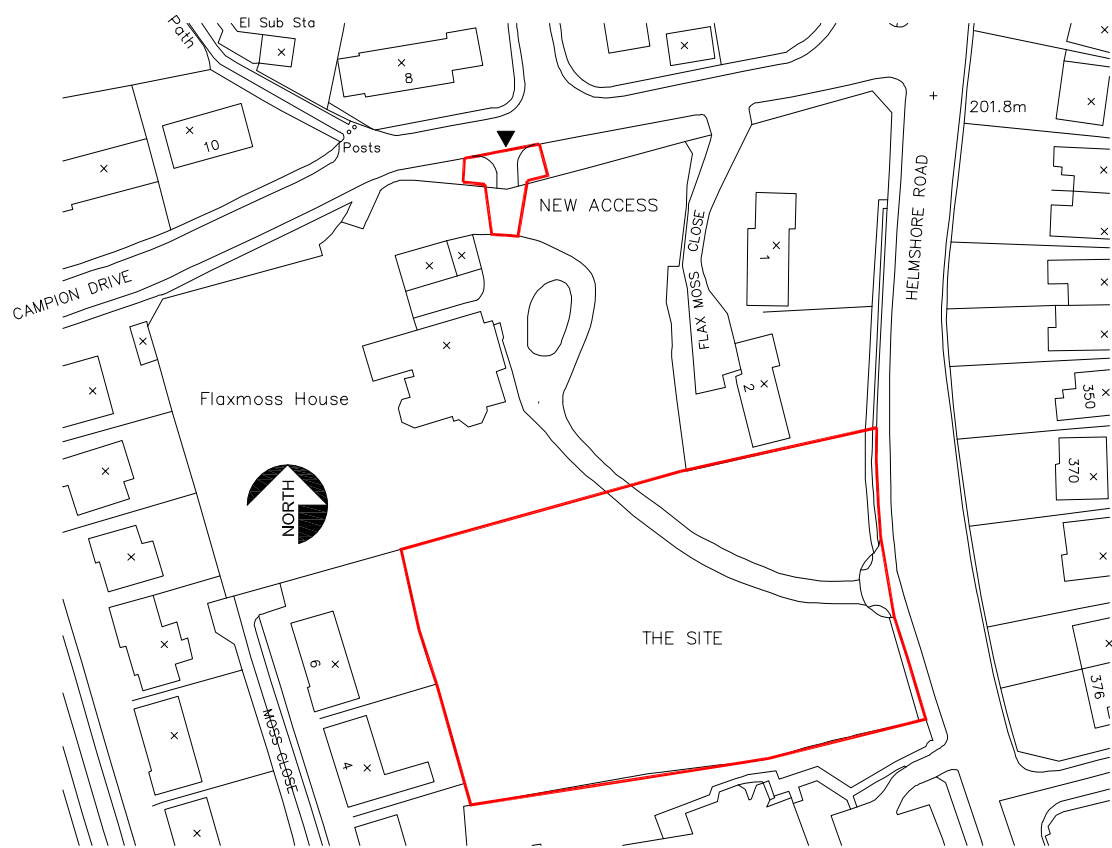 El Sub Sta
Path
8
201.8m
10
Posts
NEW ACCESS
HELMSHORE ROAD
FLAX MOSS CLOSE
1
CAMPION DRIVE
2
350
Flaxmoss House
370
NORTH
THE SITE
6
376
MOSS CLOSE
4